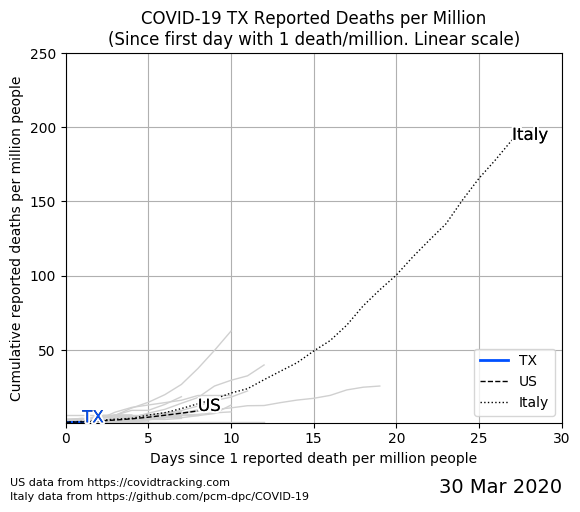 COVID-19 TX Reported Deaths per Million
(Since first day with 1 death/million. Linear scale)
Cumulative reported deaths per million people
250
200
150
100
50
Italy
US
TX
TX
US
Italy
0
5
10
15
20
25
30
Days since 1 reported death per million people
US data from https://covidtracking.com
Italy data from https://github.com/pcm-dpc/COVID-19
30 Mar 2020